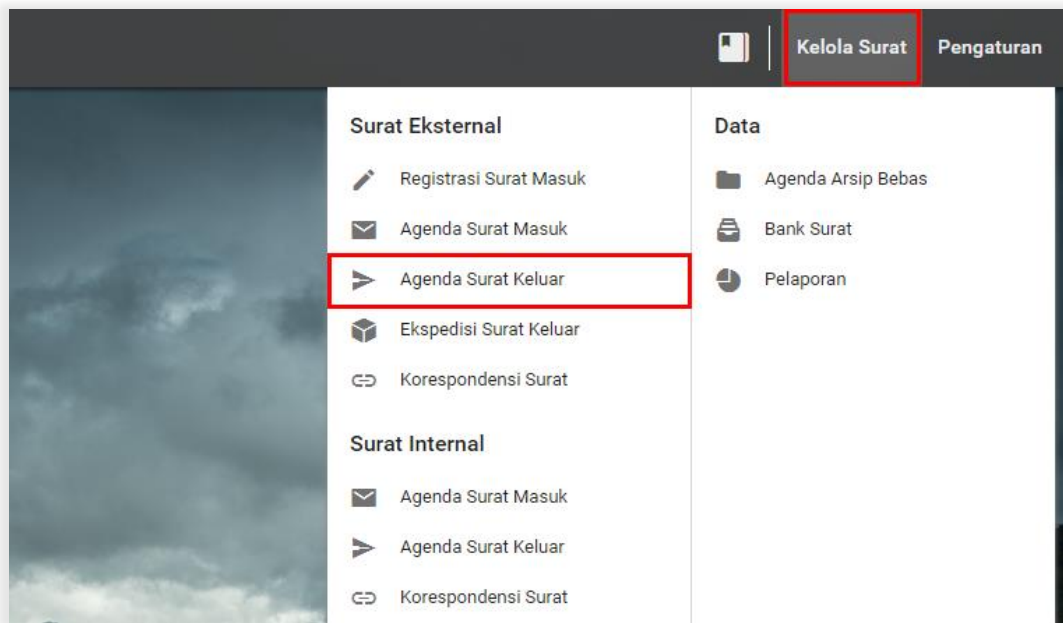 Kelola Surat
Pengaturan
Surat Eksternal
Registrasi Surat Masuk
Agenda Surat Masuk
Agenda Surat Keluar
Ekspedisi Surat Keluar
Korespondensi Surat
Surat Internal
Agenda Surat Masuk
Agenda Surat Keluar
Korespondensi Surat
Data
Agenda Arsip Bebas
Bank Surat
Pelaporan